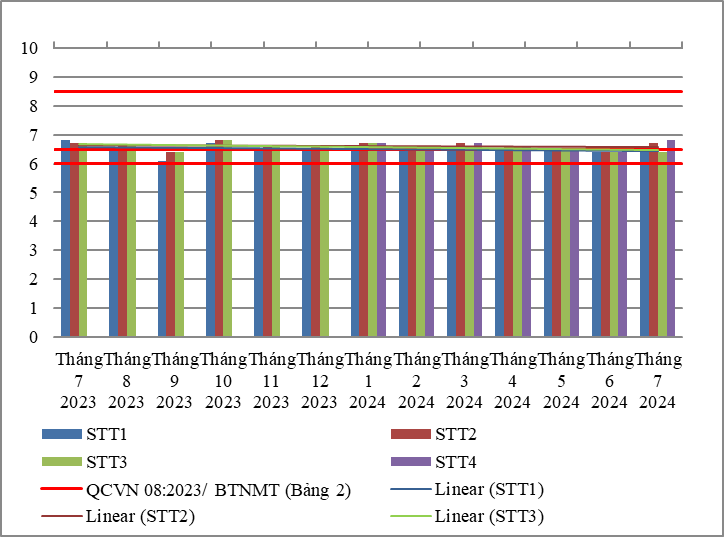 10
9
8
7
6
5
4
3
2
1
0
Tháng Tháng Tháng Tháng Tháng Tháng Tháng Tháng Tháng Tháng Tháng Tháng Tháng
7 8 9 10 11 12 1 2 3 4 5 6 7
2023 2023 2023 2023 2023 2023 2024 2024 2024 2024 2024 2024 2024
STT1 STT2
STT3 STT4
QCVN 08:2023/ BTNMT (Bảng 2) Linear (STT1)
Linear (STT2) Linear (STT3)